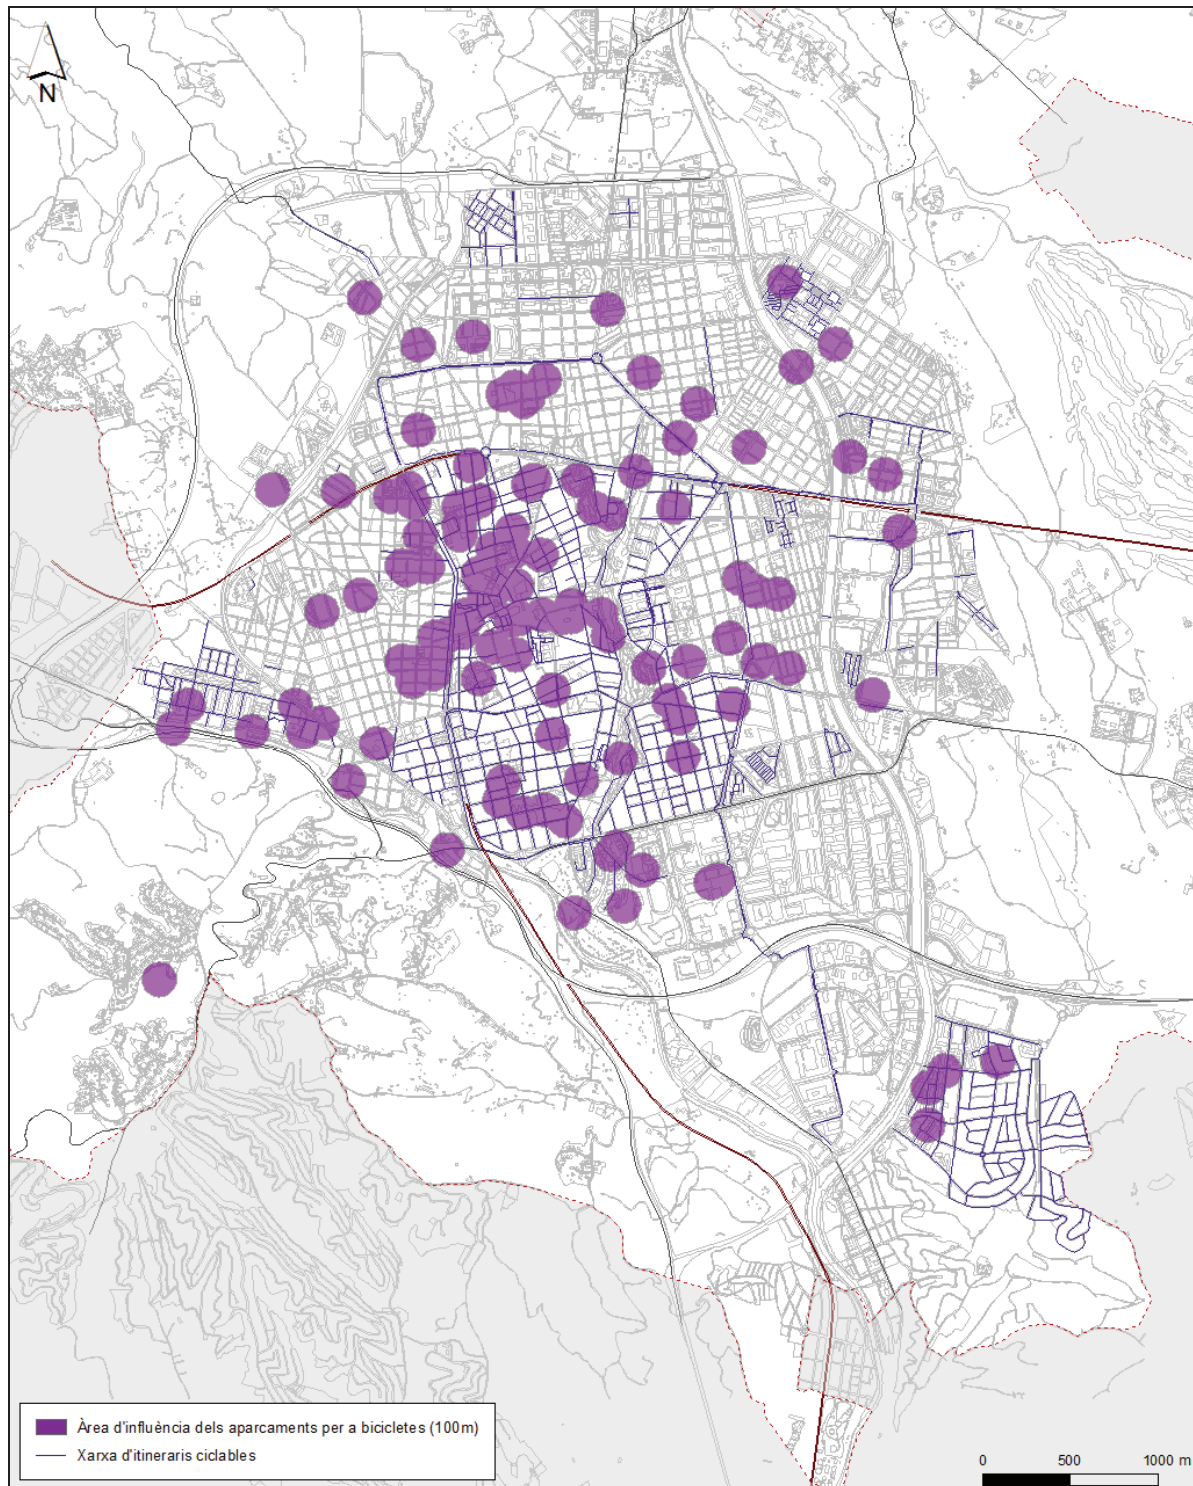 N
Àrea d'influència dels aparcaments per a bicicletes (100m)
Xarxa d'itineraris ciclables
0 500 1000 m